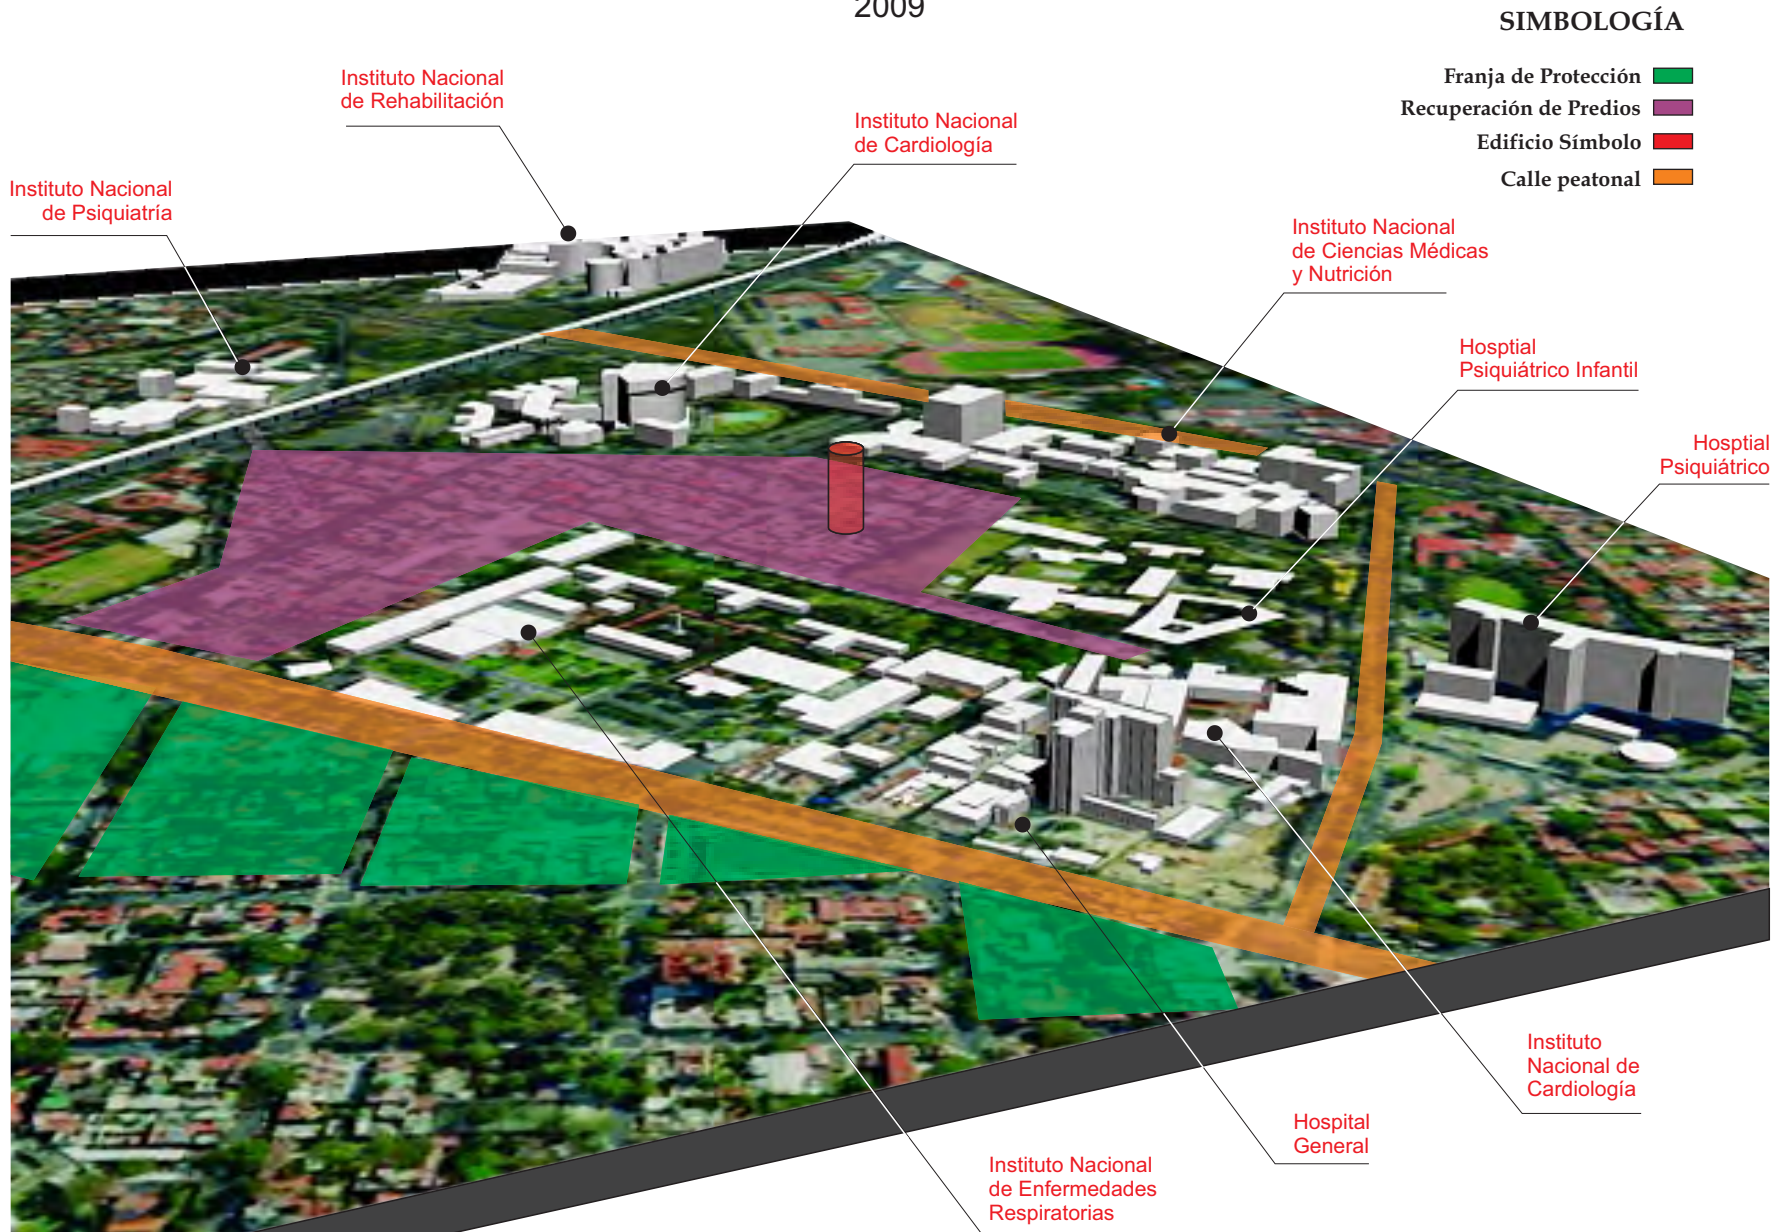 2009
SIMBOLOGÍA
Franja de Protección
Recuperación de Predios
Edificio Símbolo
Calle peatonal
Instituto Nacional
de Rehabilitación
Instituto Nacional
de Cardiología
Instituto Nacional
de Psiquiatría
Instituto Nacional
de Ciencias Médicas
y Nutrición
Hosptial
Psiquiátrico Infantil
Hosptial
Psiquiátrico
Instituto
Nacional de
Cardiología
Hospital
General
Instituto Nacional
de Enfermedades
Respiratorias